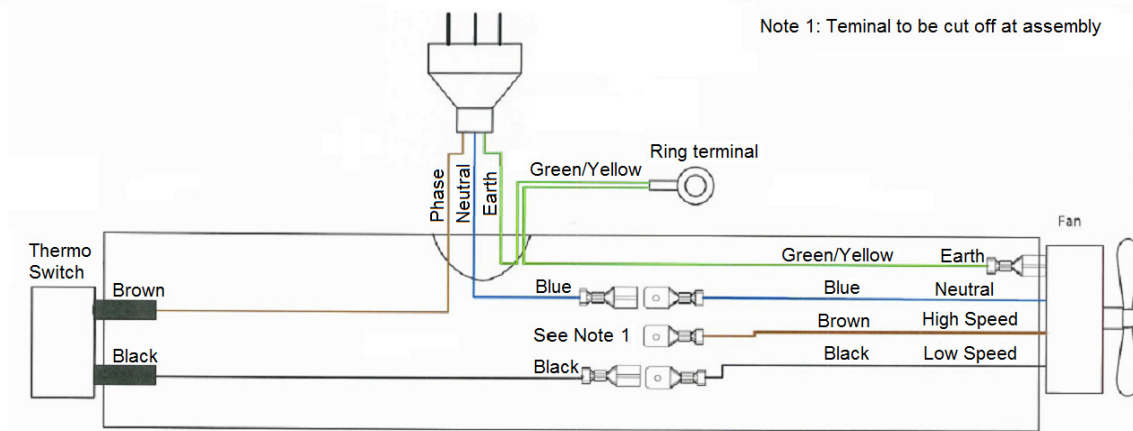 Note 1: Teminal to be cut off at assembly
Ring terminal
Green/Yellow
Phase
Neutral
Earth
Fan
Thermo
Switch
Green/Yellow
Earth
Brown
Blue
Blue
Neutral
See Note 1
Brown
High Speed
Black
Black
Black
Low Speed